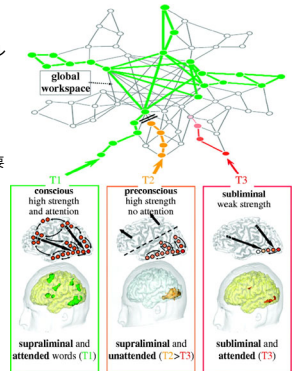 global
workspace
T1
T2
T3
conscious
high strength
and attention
preconscious
high strength
no attention
subliminal
weak strength
supraliminal and
attended words (T1)
supraliminal and
unattended (T2>T3)
subliminal and
attended (T3)